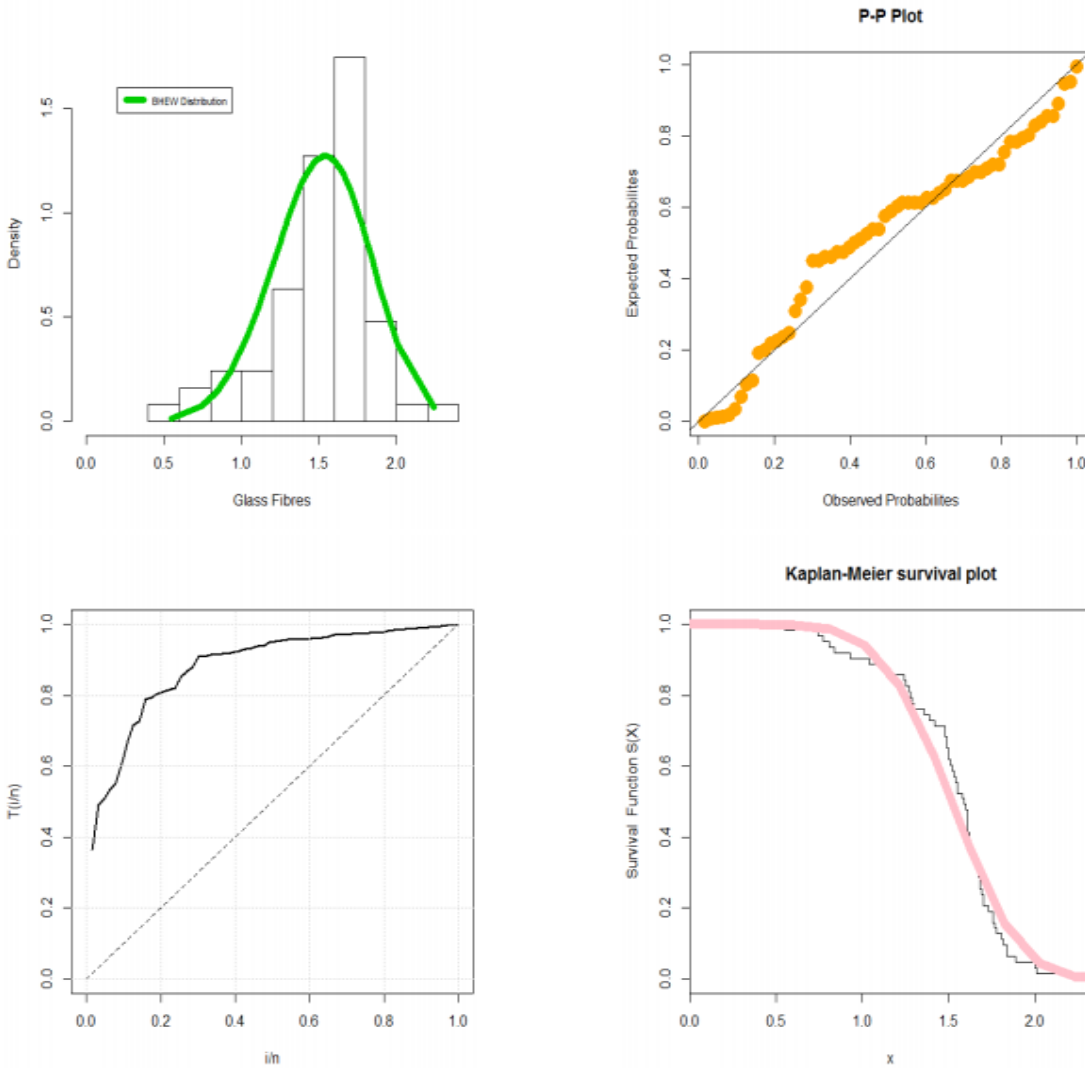 BHEW Distribution
1.5
1.0
0.5
0.0
Density
0.0 0.5 1.0 1.5 2.0
Glass Fibres
P-P Plot
1.0
0.8
0.6
0.4
0.2
0.0
Expected Probabilites
0.0 0.2 0.4 0.6 0.8 1.0
Observed Probabilites
1.0
0.8
0.6
0.4
0.2
0.0
T(i/n)
0.0 0.2 0.4 0.6 0.8 1.0
i/n
Kaplan-Meier survival plot
1.0
0.8
0.6
0.4
0.2
0.0
Survival Function S(X)
0.0 0.5 1.0 1.5 2.0
x